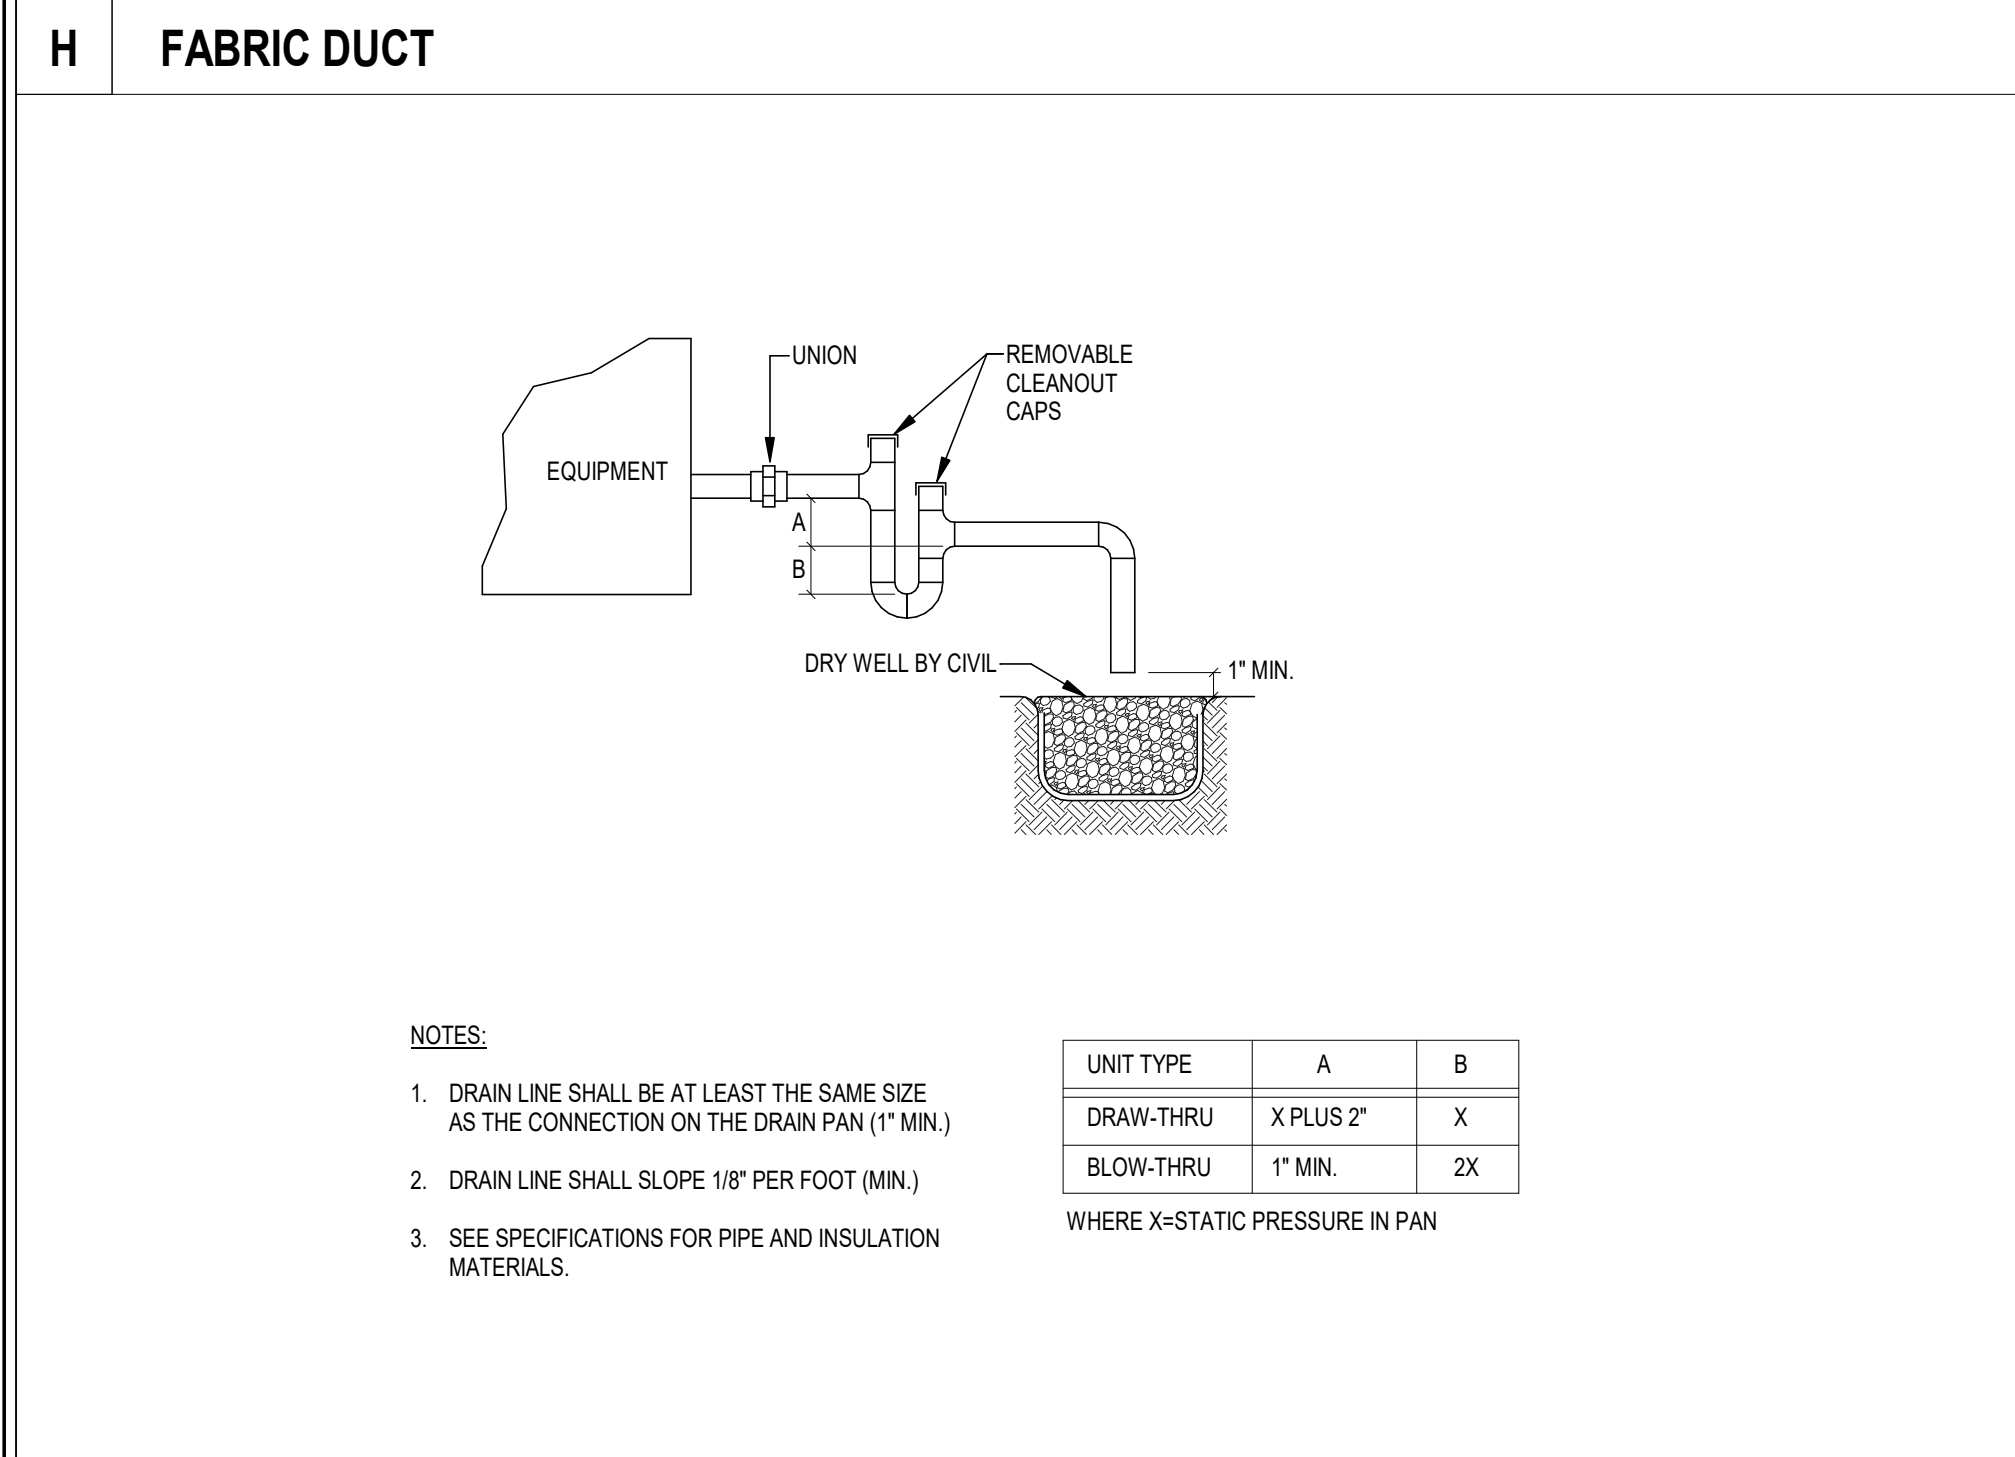 H FABRIC DUCT
UNION
REMOVABLE
CLEANOUT
CAPS
EQUIPMENT
A
B
DRY WELL BY CIVIL
1" MIN.
NOTES:
1. DRAIN LINE SHALL BE AT LEAST THE SAME SIZE
AS THE CONNECTION ON THE DRAIN PAN (1" MIN.)
2. DRAIN LINE SHALL SLOPE 1/8" PER FOOT (MIN.)
3. SEE SPECIFICATIONS FOR PIPE AND INSULATION
MATERIALS.
UNIT TYPE A B
DRAW-THRU X PLUS 2" X
BLOW-THRU 1" MIN. 2X
WHERE X=STATIC PRESSURE IN PAN